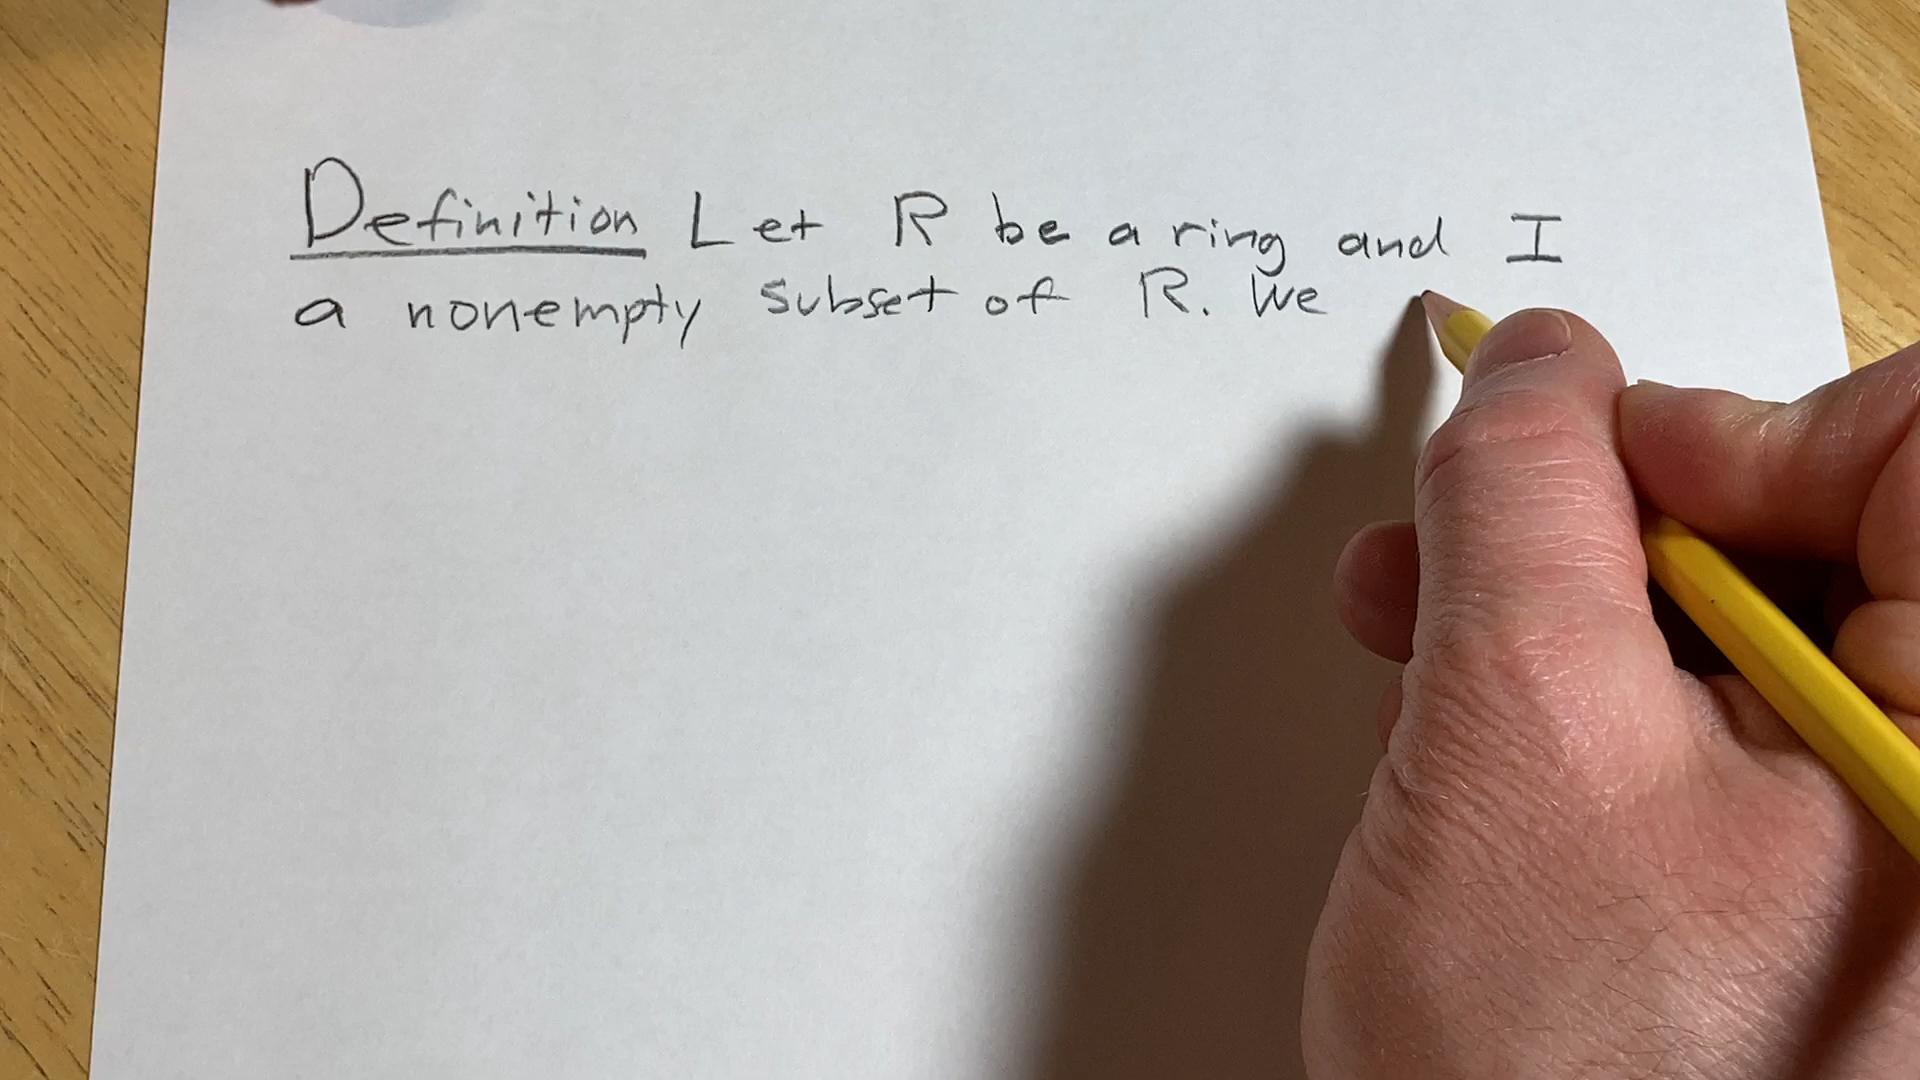 Definition Let R be a ring and I
a nonempty subset of R. We